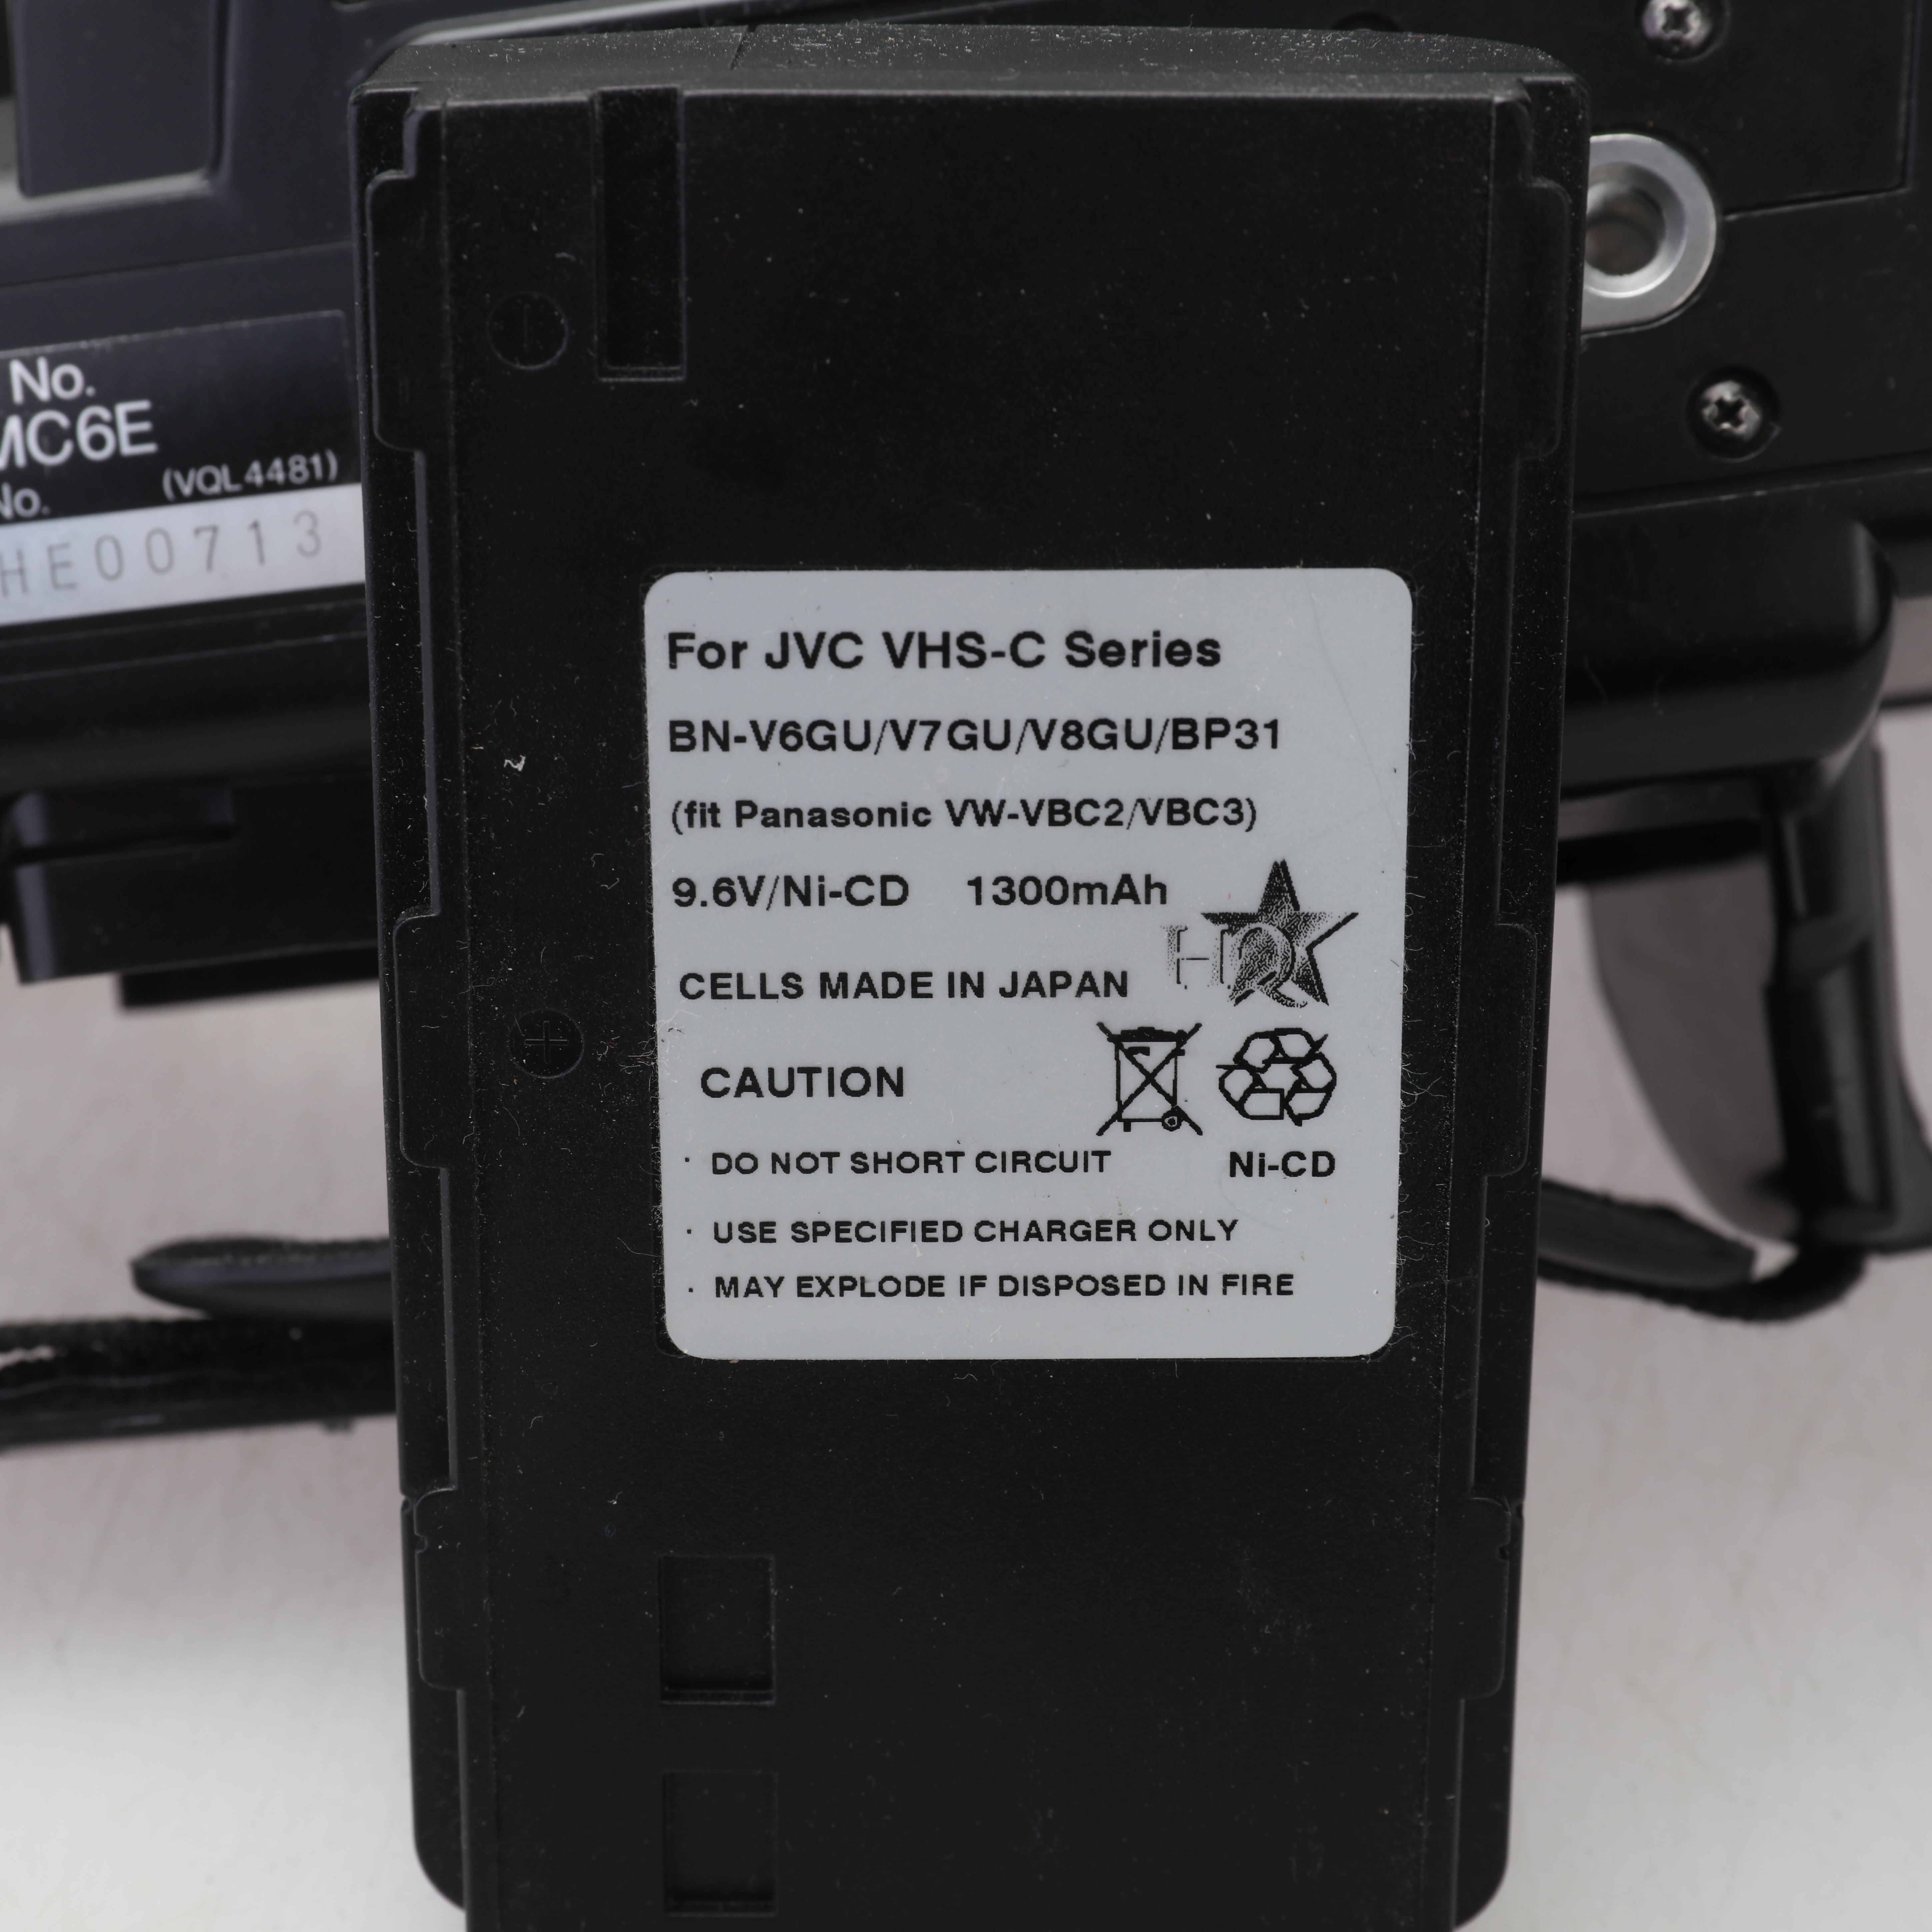 No.
MC6E
(VQL4481)
No.
HE00713
For JVC VHS-C Series
BN-V6GU/V7GU/V8GU/BP31
(fit Panasonic VW-VBC2/VBC3)
9.6V/Ni-CD 1300mAh
HQ
CELLS MADE IN JAPAN
CAUTION
· DO NOT SHORT CIRCUIT
Ni-CD
· USE SPECIFIED CHARGER ONLY
· MAY EXPLODE IF DISPOSED IN FIRE